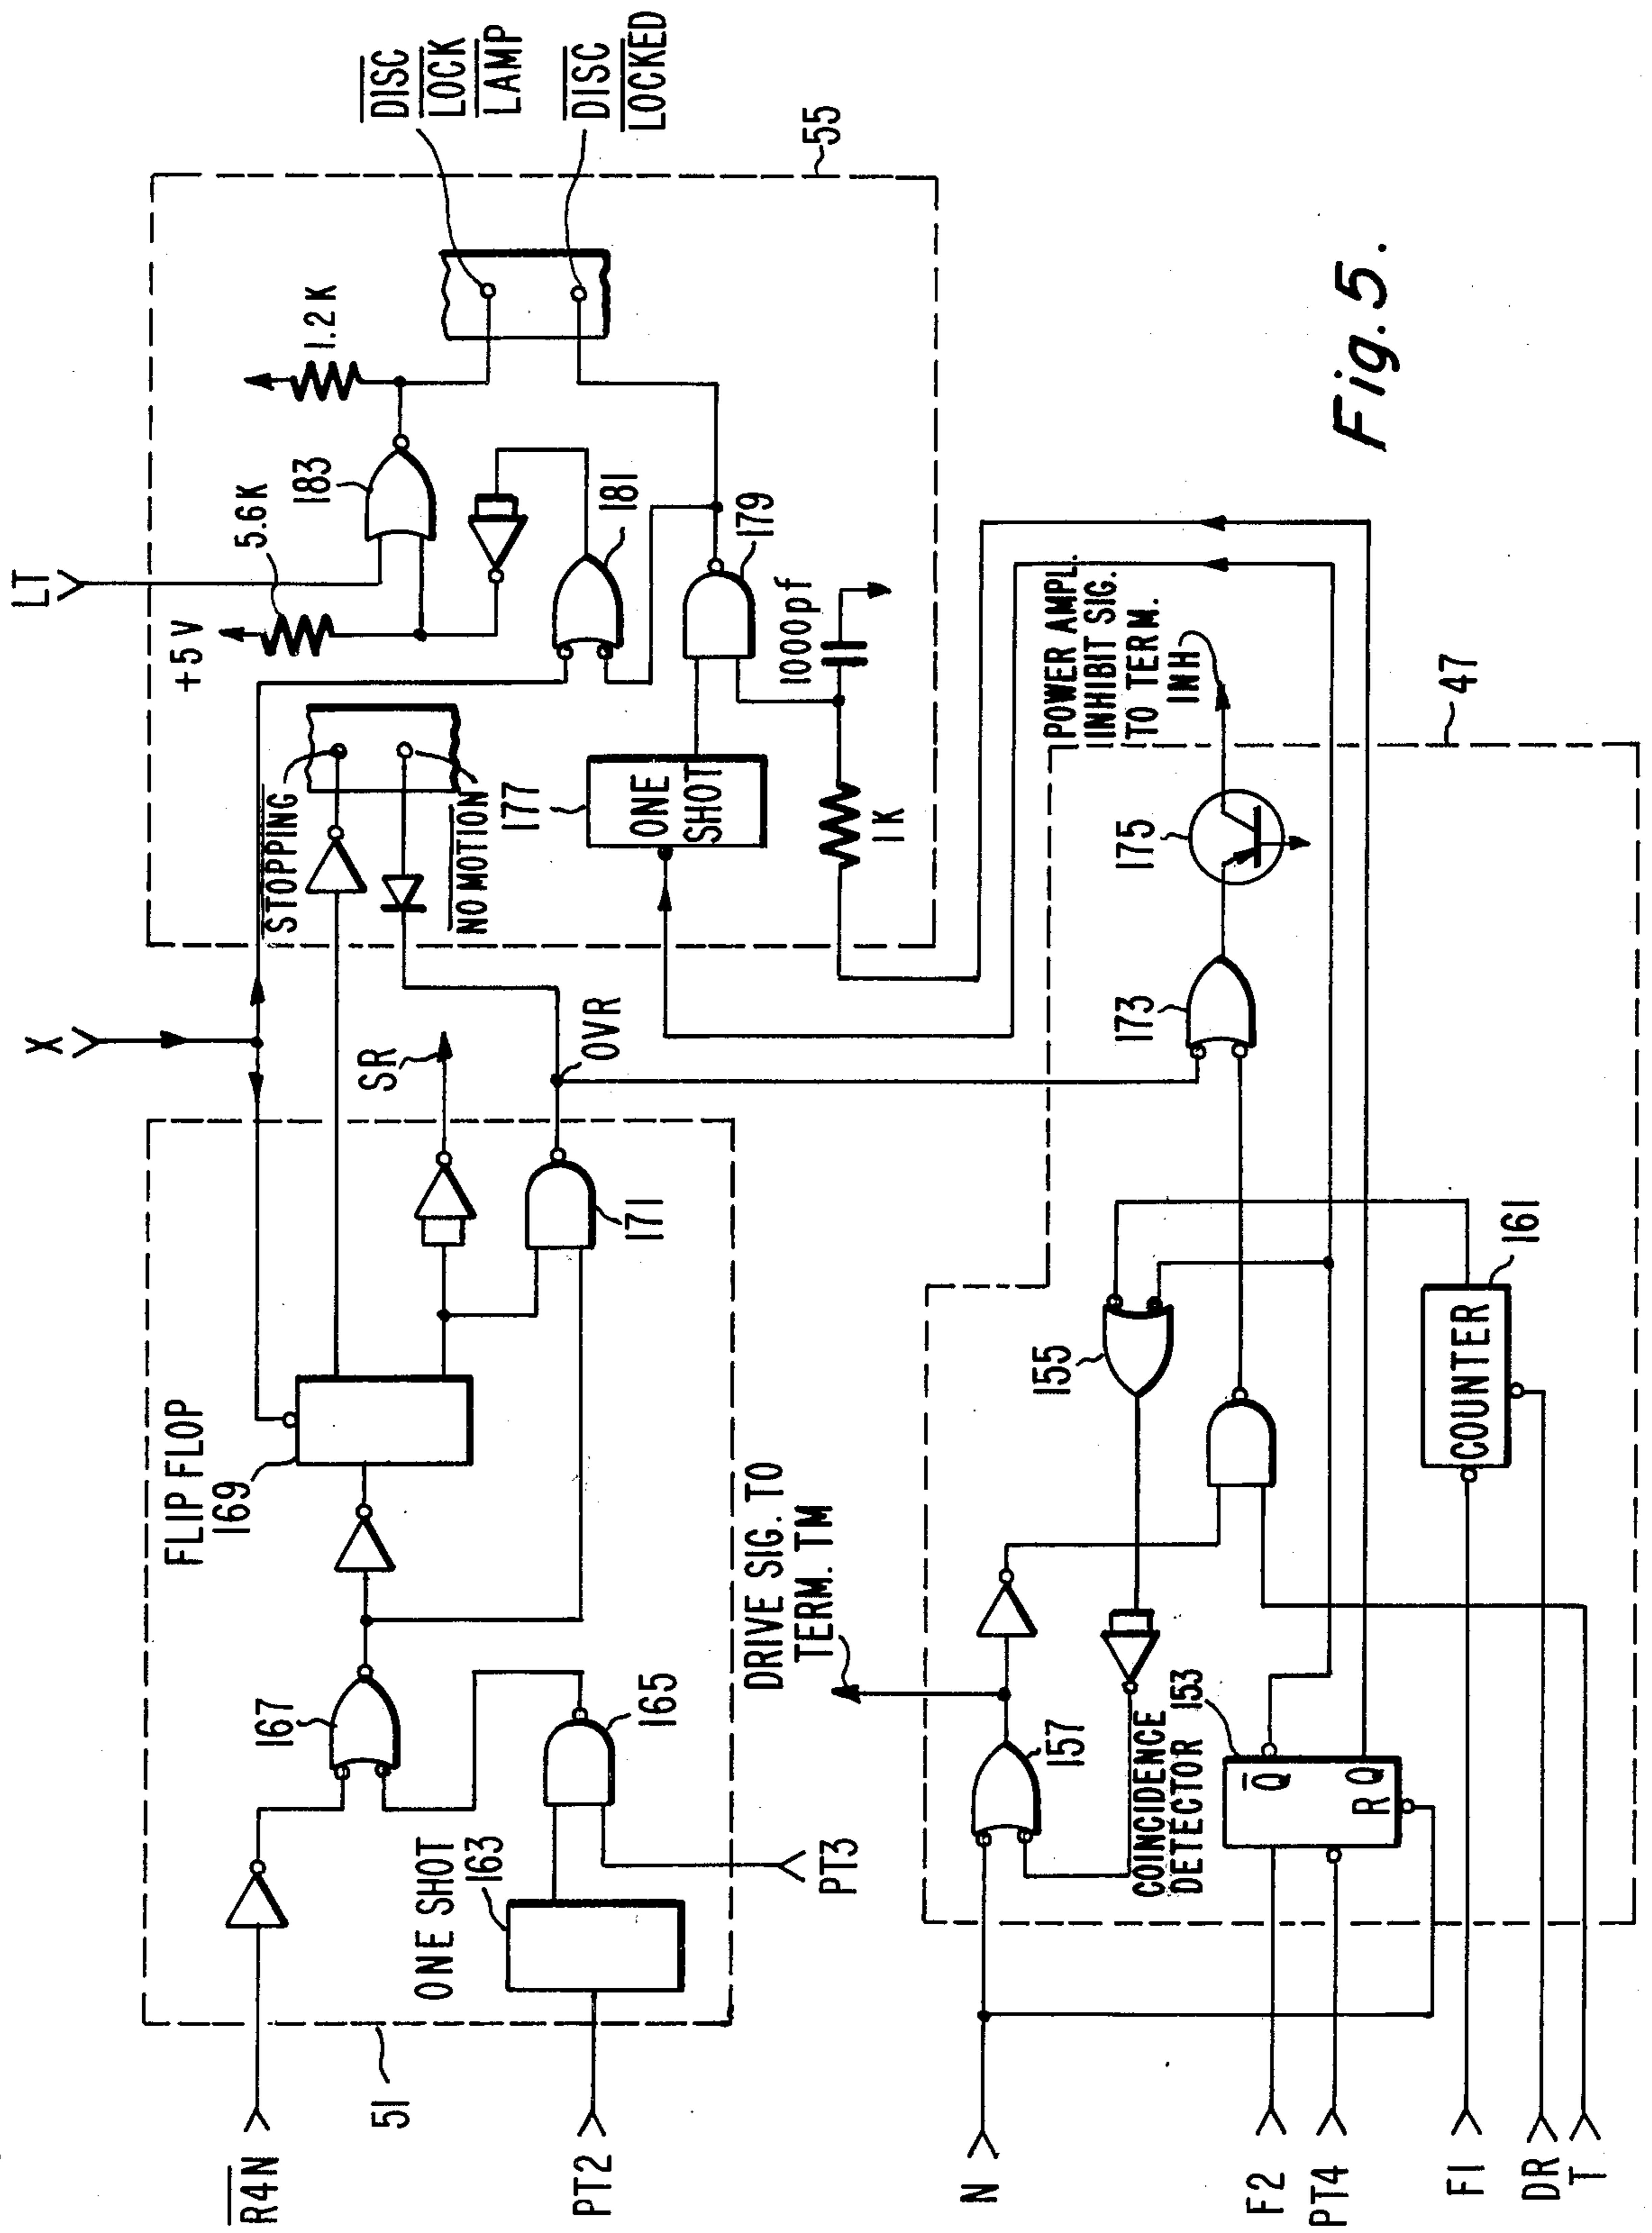 X
LT
+5V
5.6K
183
1.2K
DISC
LOCK
LAMP
DISC
LOCKED
55
FLIP FLOP
169
STOPPING
NO MOTION
SR
OVR
177
ONE
SHOT
181
179
1000pf
1K
167
171
165
ONE SHOT
163
PT3
51
R4N
PT2
DRIVE SIG. TO
TERM. TM
POWER AMPL.
INHIBIT SIG.
TO TERM.
INH
47
175
173
155
157
COINCIDENCE
DETECTOR 153
Q
Q
R
COUNTER
161
N
F2
PT4
F1
DR
T
Fig. 5.